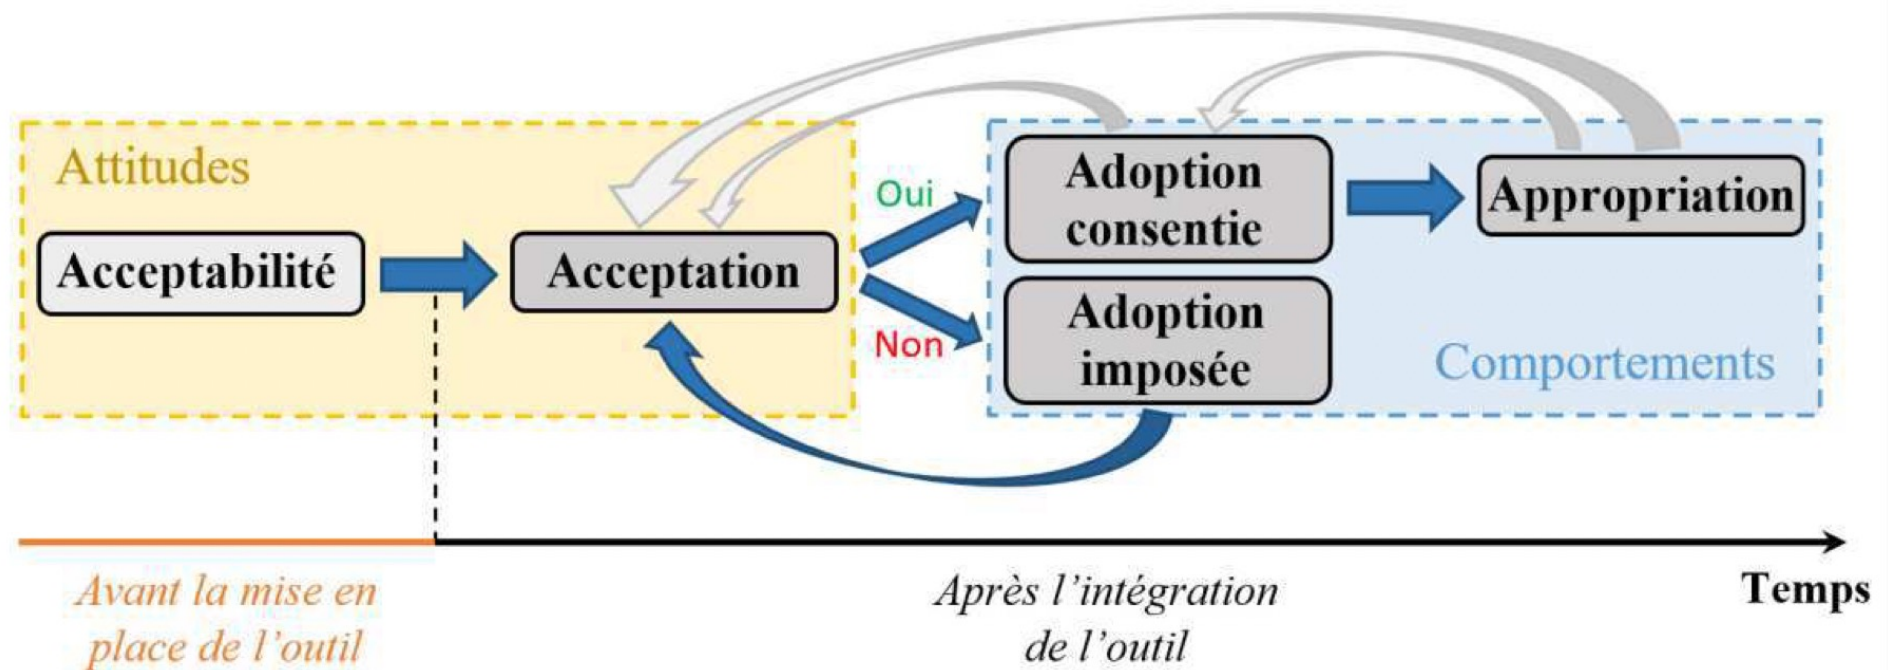 Attitudes
Acceptabilité
Acceptation
Oui
Non
Adoption
consentie
Adoption
imposée
Appropriation
Comportements
Avant la mise en
place de l’outil
Après l’intégration
de l’outil
Temps